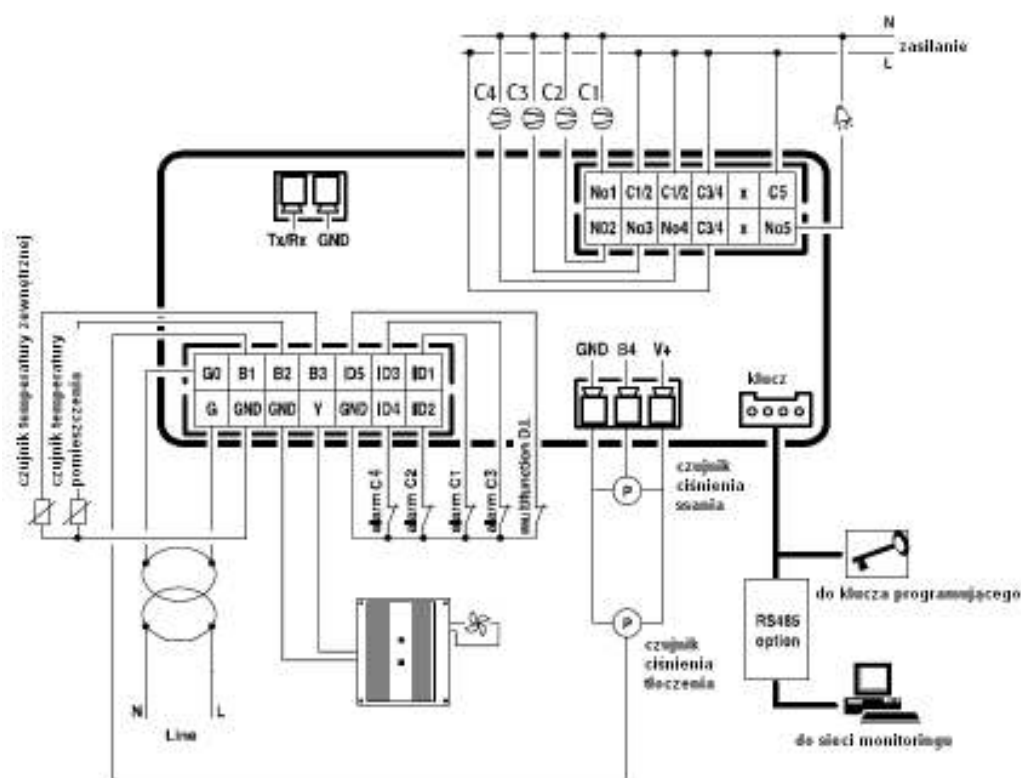 N
zasilanie
L
C4 C3 C2 C1
No1 C1/2 C1/2 C3/4 x C5
N02 No3 No4 C3/4 x No5
Tx/Rx GND
czujnik temperatury zewnętrznej
czujnik temperatury
pomieszczenia
G0 B1 B2 B3 ID5 ID3 ID1
G GND GND Y GND ID4 ID2
GND B4 V+
klucz
alarm C4
alarm C2
alarm C1
alarm C3
multifunction D.I.
P
czujnik
ciśnienia
ssania
do klucza programującego
RS485
option
P
czujnik
ciśnienia
tłoczenia
N L
Line
do sieci monitoringu